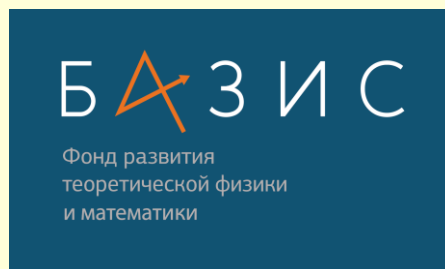 БАЗИС
Фонд развития
теоретической физики
и математики